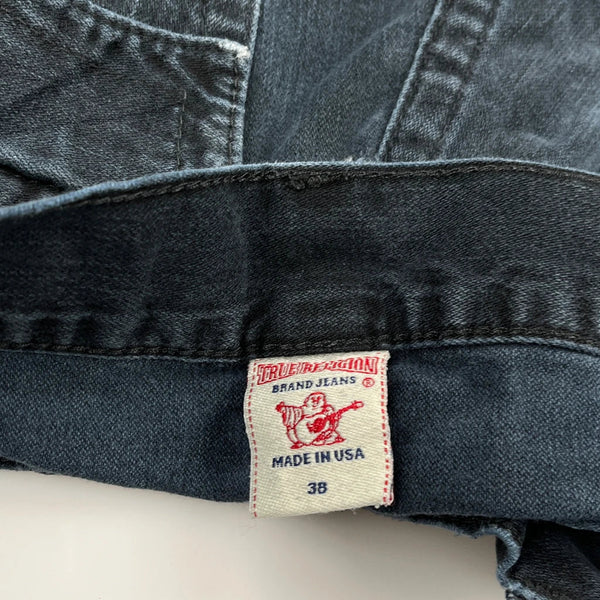 TRUE RELIGION
BRAND JEANS ®
MADE IN USA
38